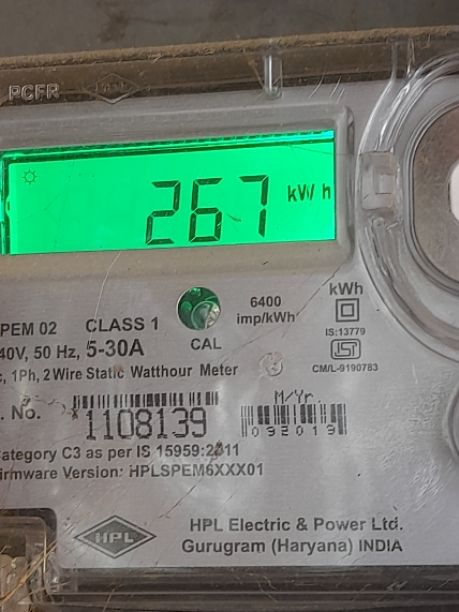 PCFR
267 kWh
6400
imp/kWh
kWh
IS:13779
ISI
CM/L-9190783
PEM 02 CLASS 1
40V, 50 Hz, 5-30A
CAL
, 1Ph, 2 Wire Static Watthour Meter
. No. 1108139
M/Yr
092019
ategory C3 as per IS 15959:2011
irmware Version: HPLSPEM6XXX01
HPL
HPL Electric & Power Ltd.
Gurugram (Haryana) INDIA